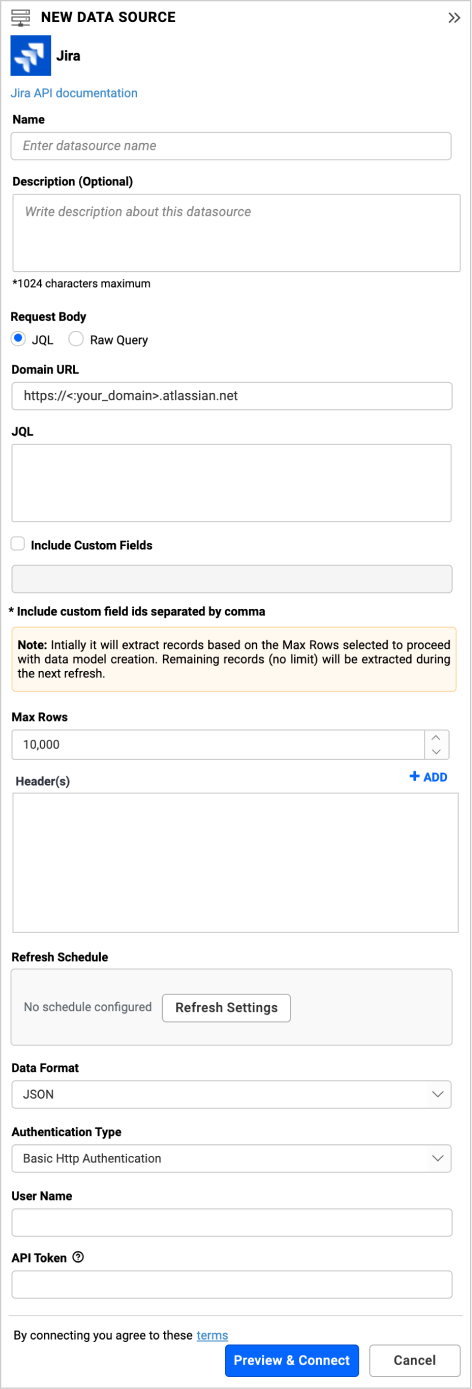 NEW DATA SOURCE
Jira
Jira API documentation
Name
Enter datasource name
Description (Optional)
Write description about this datasource
*1024 characters maximum
Request Body
JQL Raw Query
Domain URL
https://<:your_domain>.atlassian.net
JQL
Include Custom Fields
* Include custom field ids separated by comma
Note: Intially it will extract records based on the Max Rows selected to proceed
with data model creation. Remaining records (no limit) will be extracted during
the next refresh.
Max Rows
10,000
Header(s) + ADD
Refresh Schedule
No schedule configured Refresh Settings
Data Format
JSON
Authentication Type
Basic Http Authentication
User Name
API Token ?
By connecting you agree to these terms
Preview & Connect Cancel